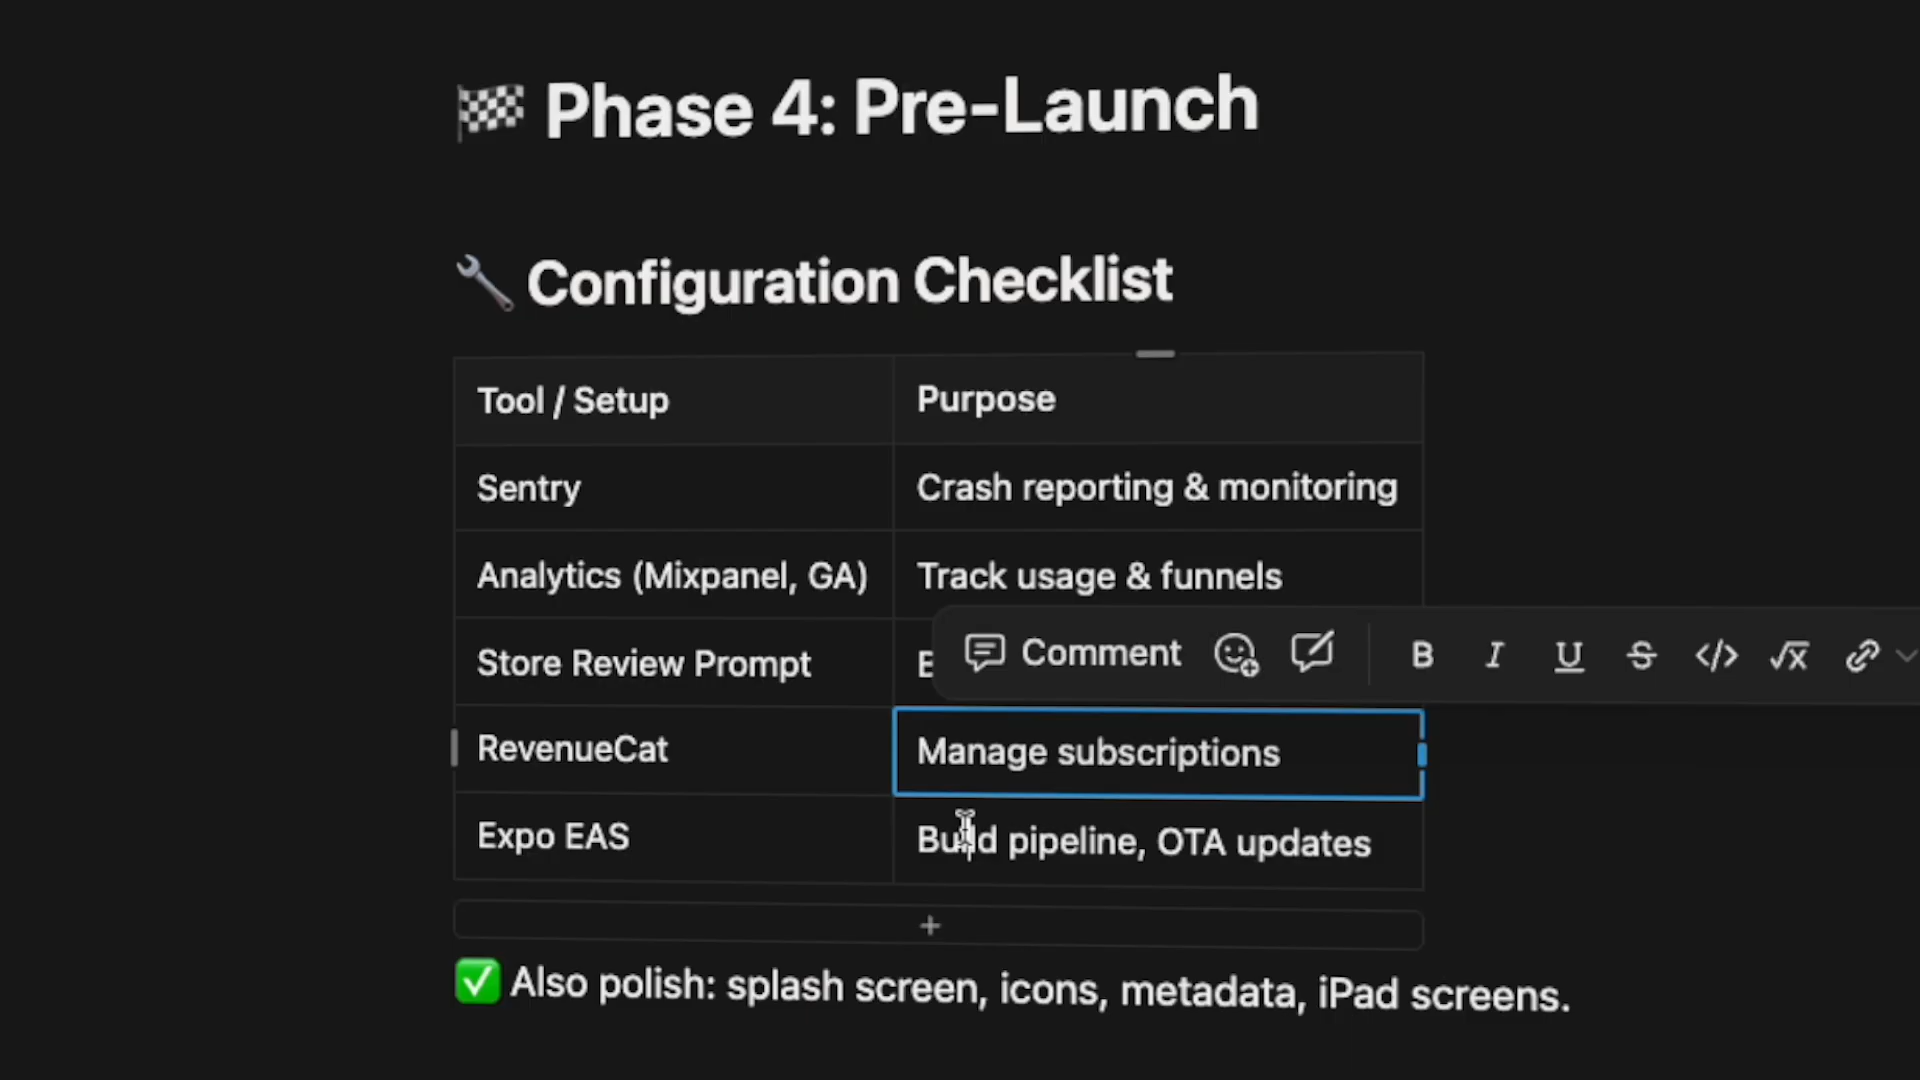 🏁 Phase 4: Pre-Launch
🔧 Configuration Checklist
Tool / Setup Purpose
Sentry Crash reporting & monitoring
Analytics (Mixpanel, GA) Track usage & funnels
Store Review Prompt
Comment B I U S </> √x
RevenueCat Manage subscriptions
Expo EAS Build pipeline, OTA updates
+
✅ Also polish: splash screen, icons, metadata, iPad screens.